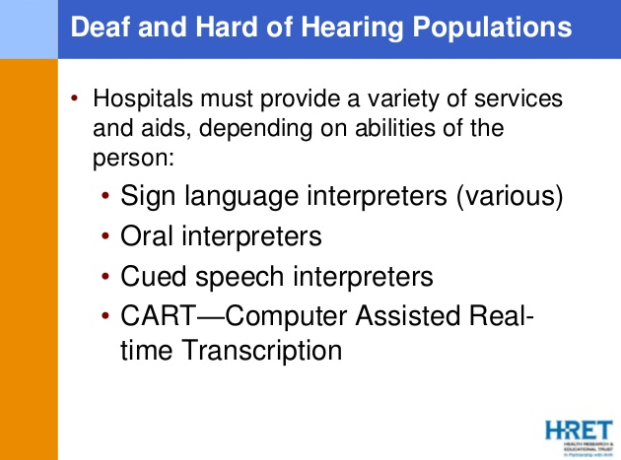 Deaf and Hard of Hearing Populations
• Hospitals must provide a variety of services
and aids, depending on abilities of the
person:
• Sign language interpreters (various)
• Oral interpreters
• Cued speech interpreters
• CART—Computer Assisted Real-
time Transcription
HRET
HEALTH RESEARCH &
EDUCATIONAL TRUST